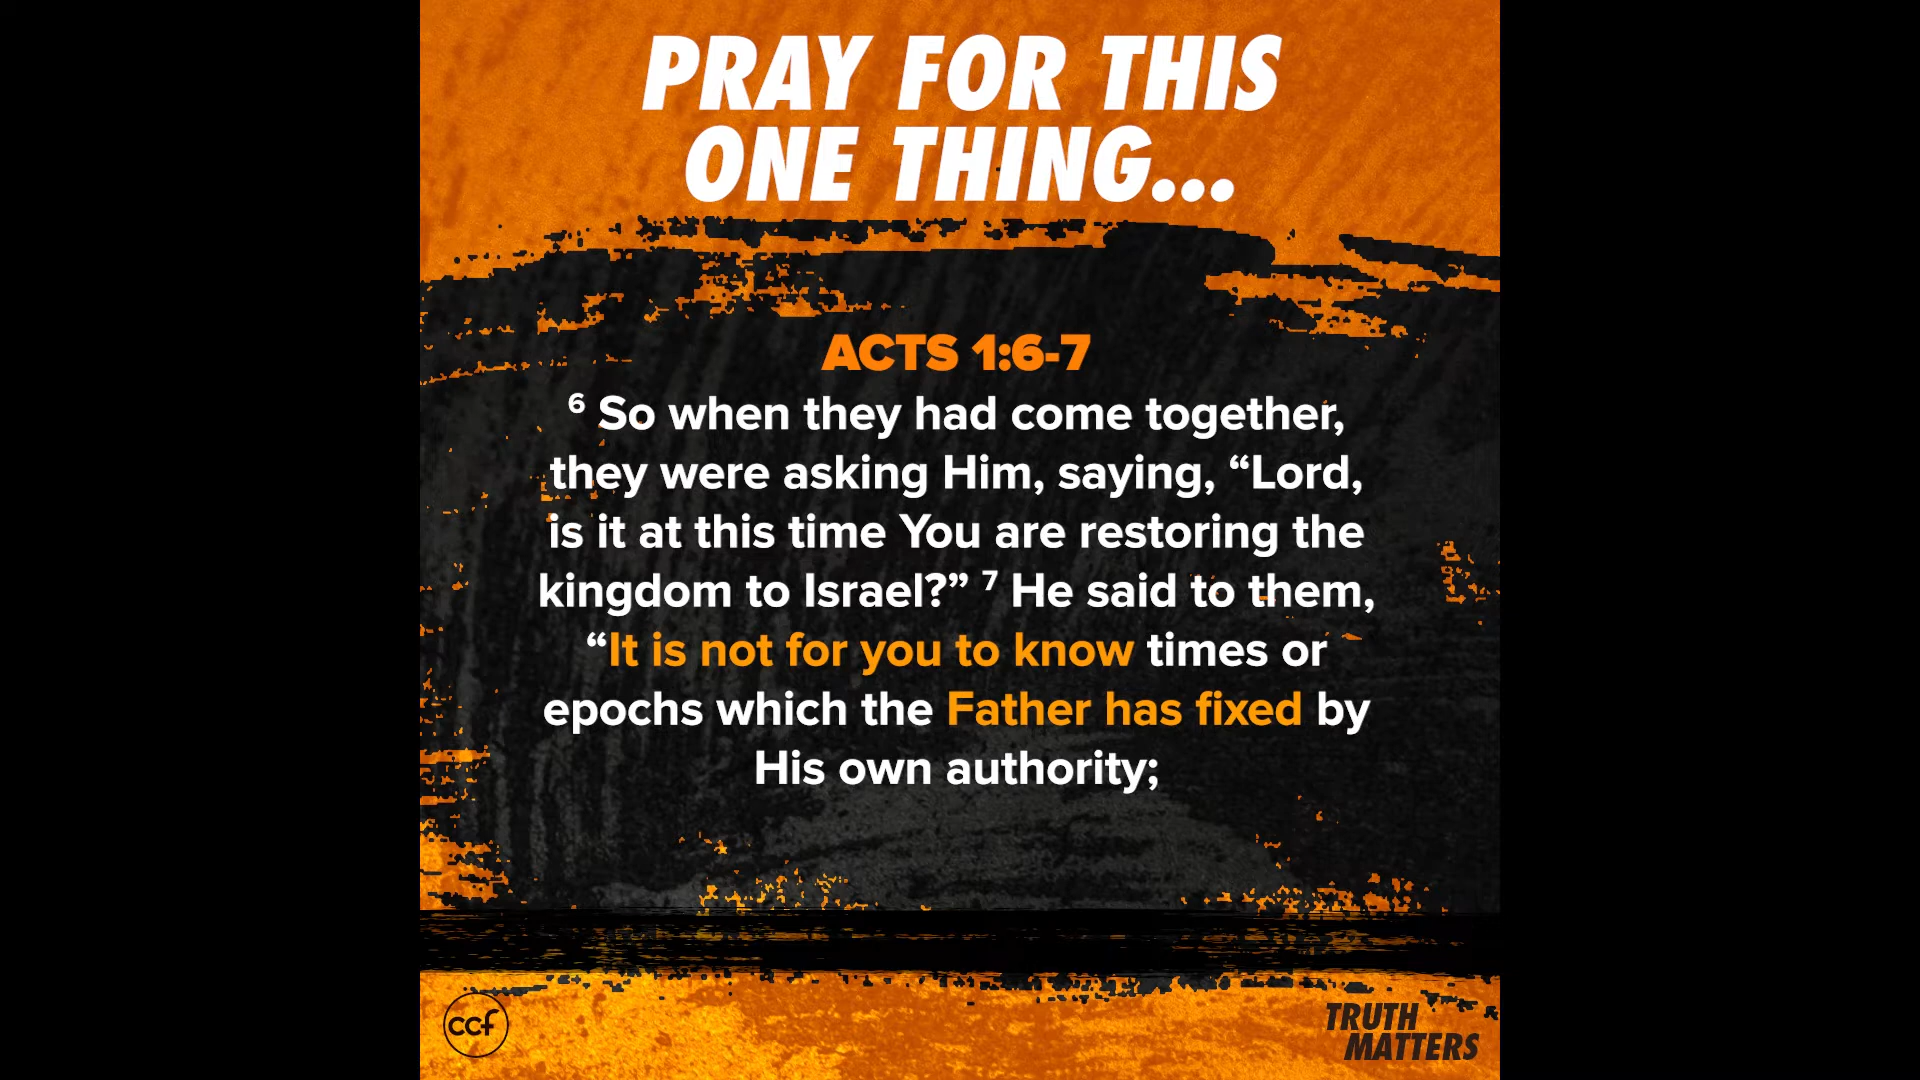 PRAY FOR THIS
ONE THING...
ACTS 1:6-7
⁶ So when they had come together,
they were asking Him, saying, “Lord,
is it at this time You are restoring the
kingdom to Israel?” ⁷ He said to them,
“It is not for you to know times or
epochs which the Father has fixed by
His own authority;
ccf
TRUTH
MATTERS